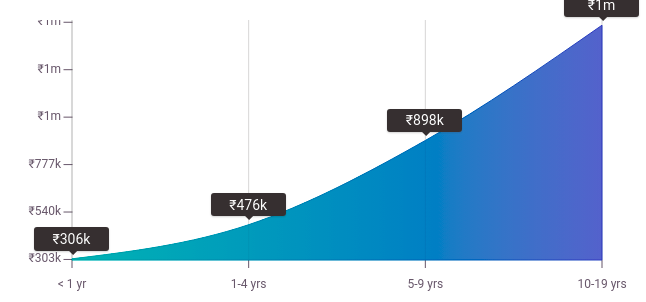 ₹1m
₹1m
₹1m
₹1m
₹898k
₹777k
₹476k
₹540k
₹306k
₹303k
< 1 yr
1-4 yrs
5-9 yrs
10-19 yrs